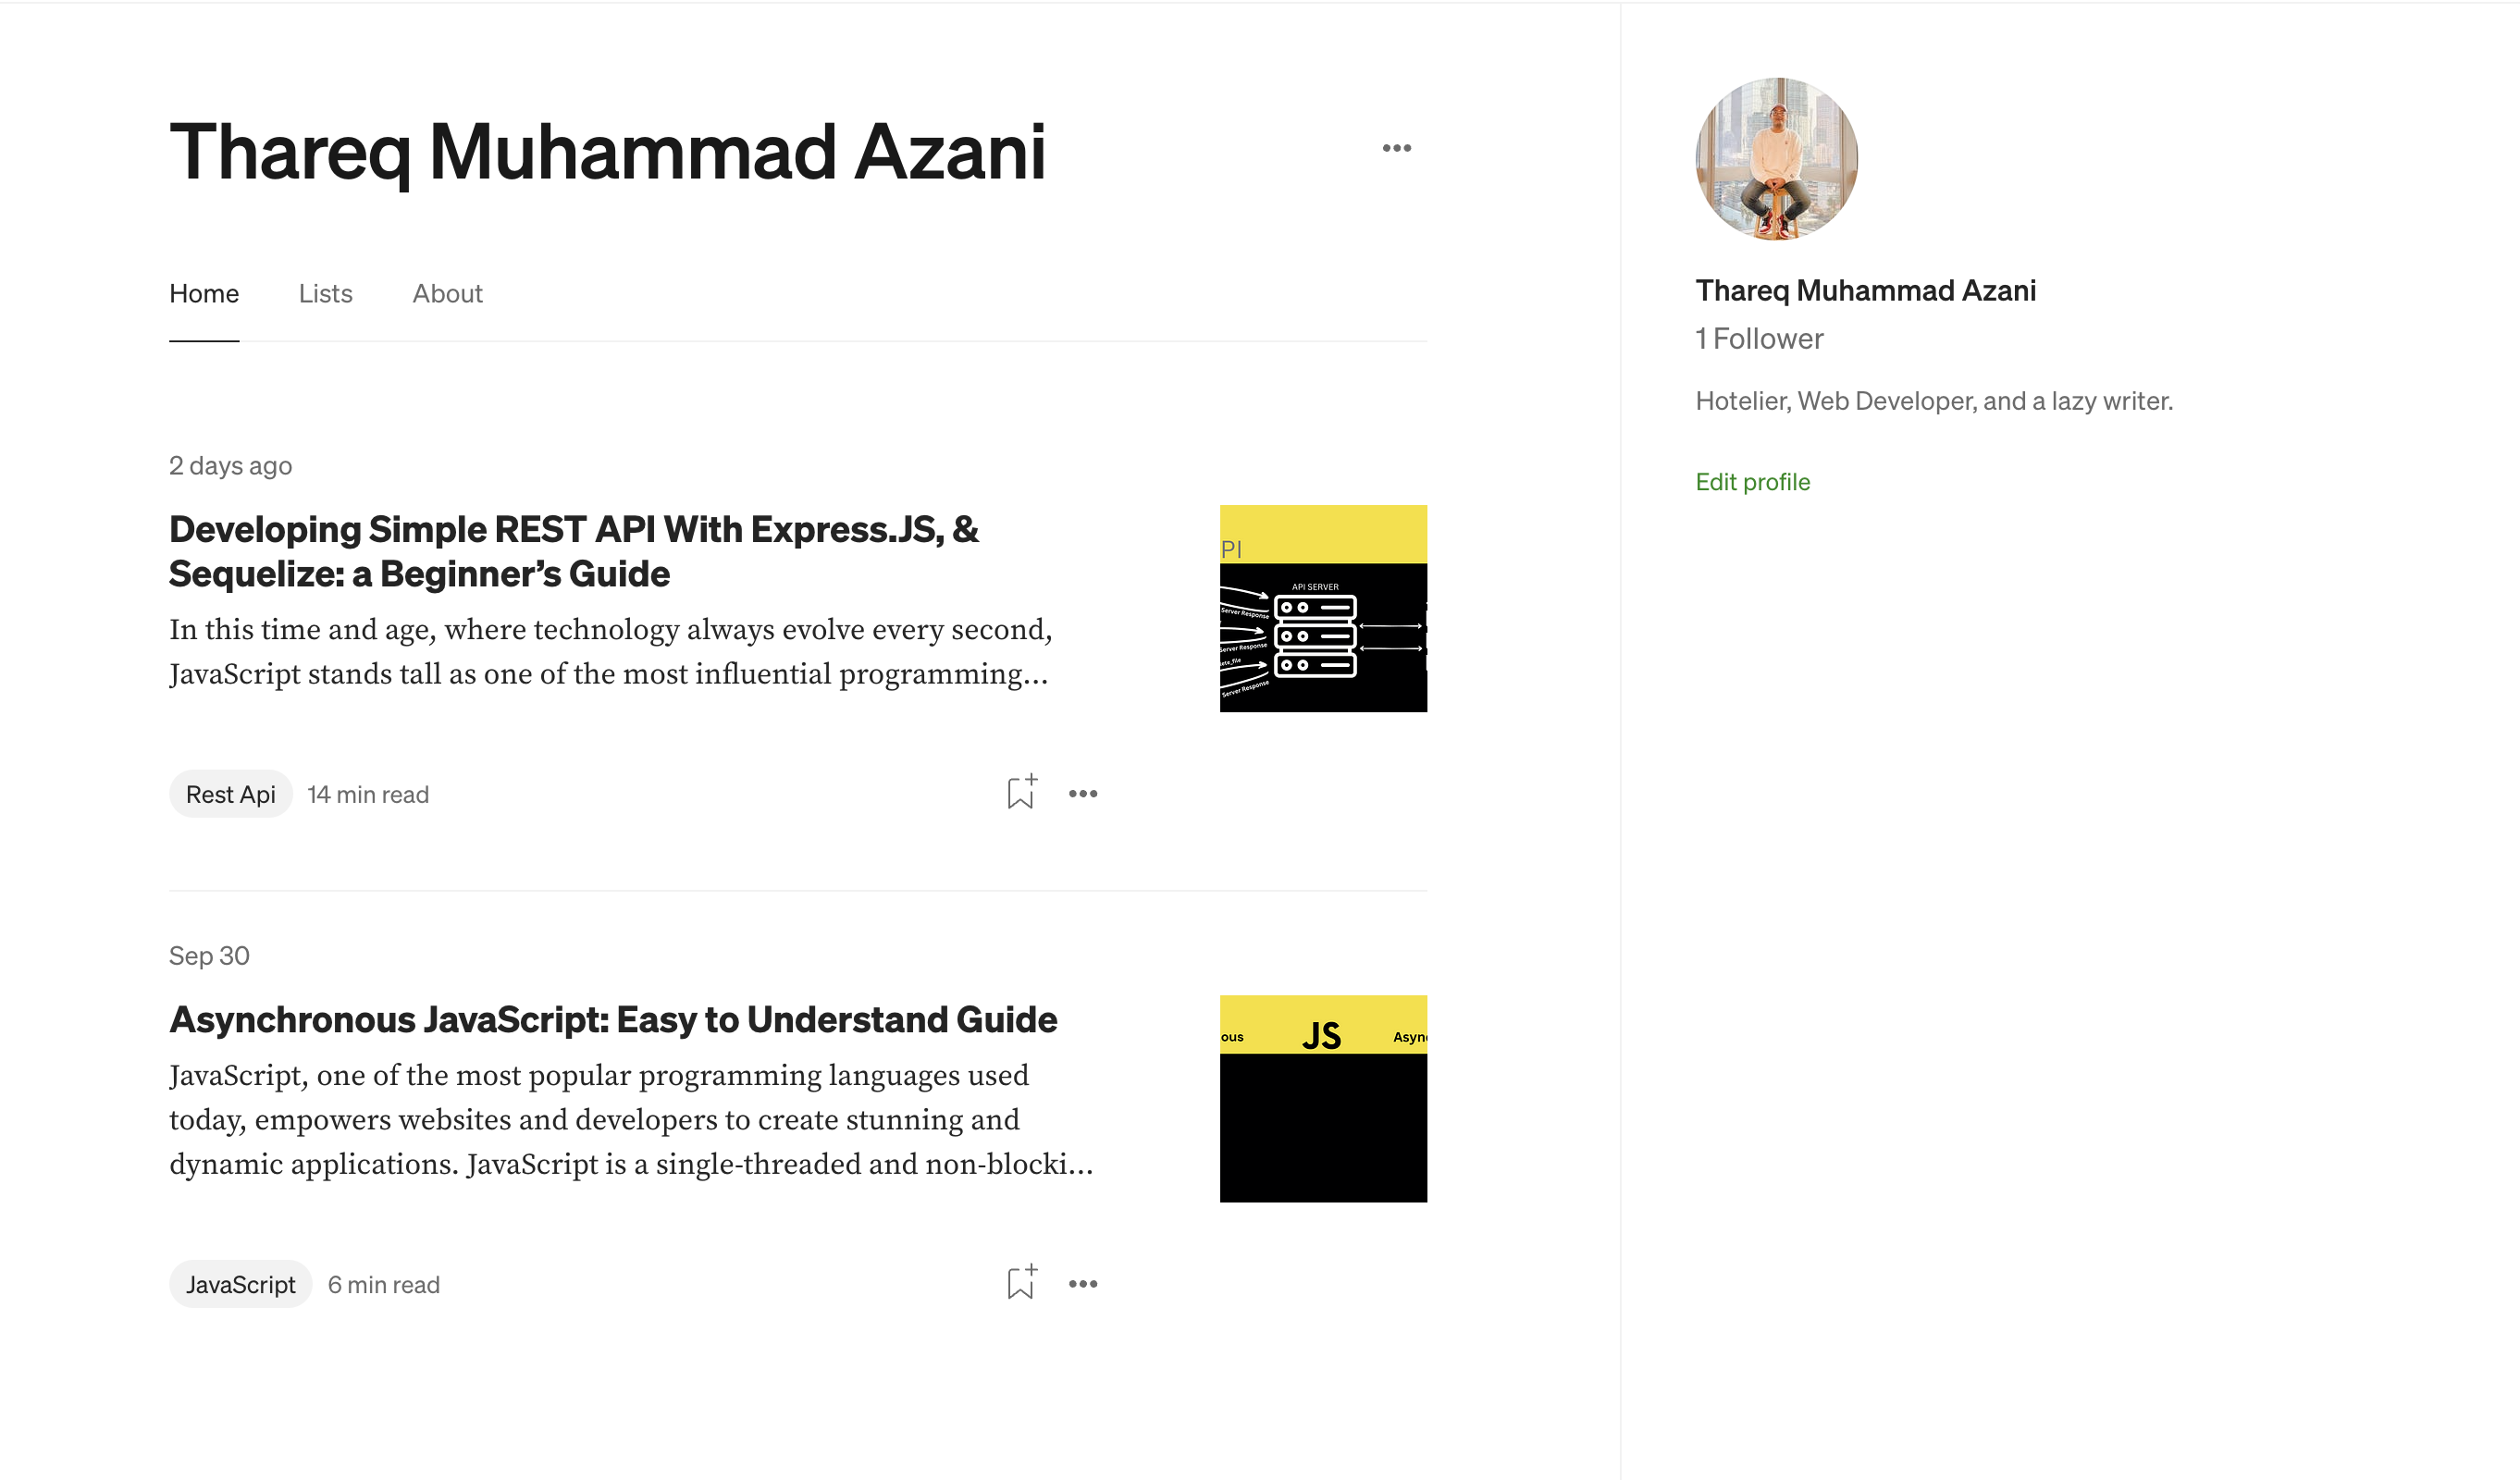 Thareq Muhammad Azani
Home Lists About
2 days ago
Developing Simple REST API With Express.JS, &
Sequelize: a Beginner’s Guide
In this time and age, where technology always evolve every second,
JavaScript stands tall as one of the most influential programming...
PI
API SERVER
Server Response
Server Response
Server Response
Rest Api 14 min read
Sep 30
Asynchronous JavaScript: Easy to Understand Guide
JavaScript, one of the most popular programming languages used
today, empowers websites and developers to create stunning and
dynamic applications. JavaScript is a single-threaded and non-blocki...
ous JS Asyn
JavaScript 6 min read
Thareq Muhammad Azani
1 Follower
Hotelier, Web Developer, and a lazy writer.
Edit profile